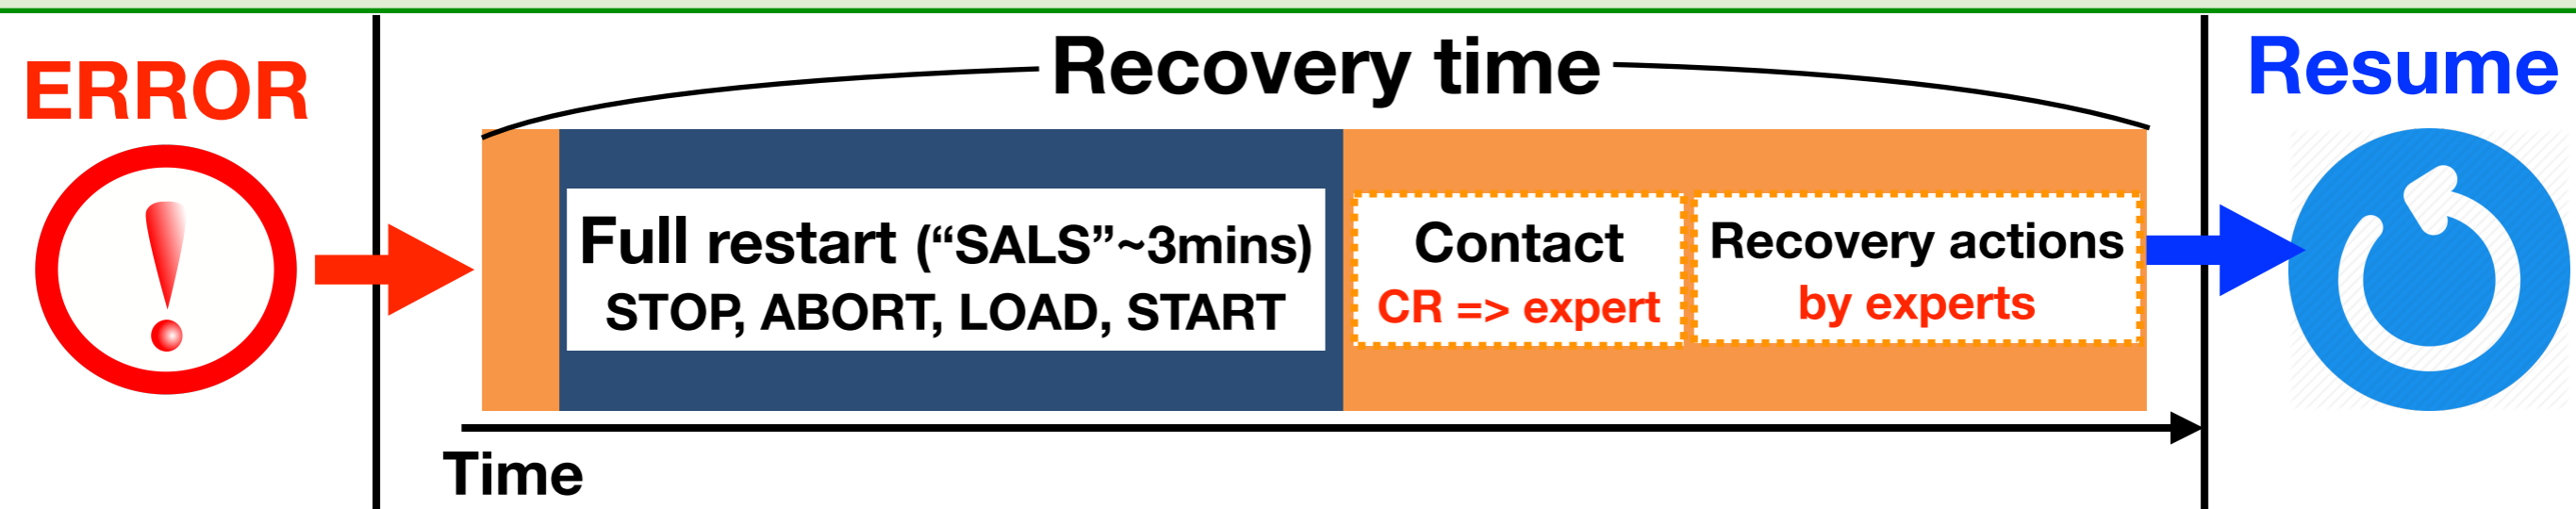 ERROR
Recovery time
Resume
Full restart (“SALS”~3mins)
STOP, ABORT, LOAD, START
Contact
CR => expert
Recovery actions
by experts
Time